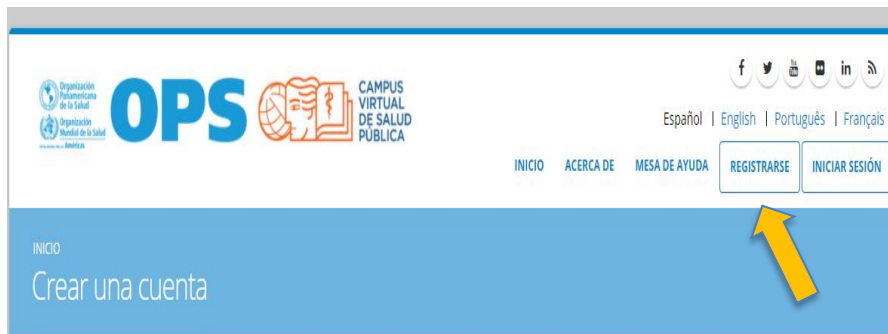 Organización
Panamericana
de la Salud
Organización
Mundial de la Salud
Américas
OPS
CAMPUS
VIRTUAL
DE SALUD
PÚBLICA
Español | English | Português | Français
INICIO ACERCA DE MESA DE AYUDA REGISTRARSE INICIAR SESIÓN
INICIO
Crear una cuenta